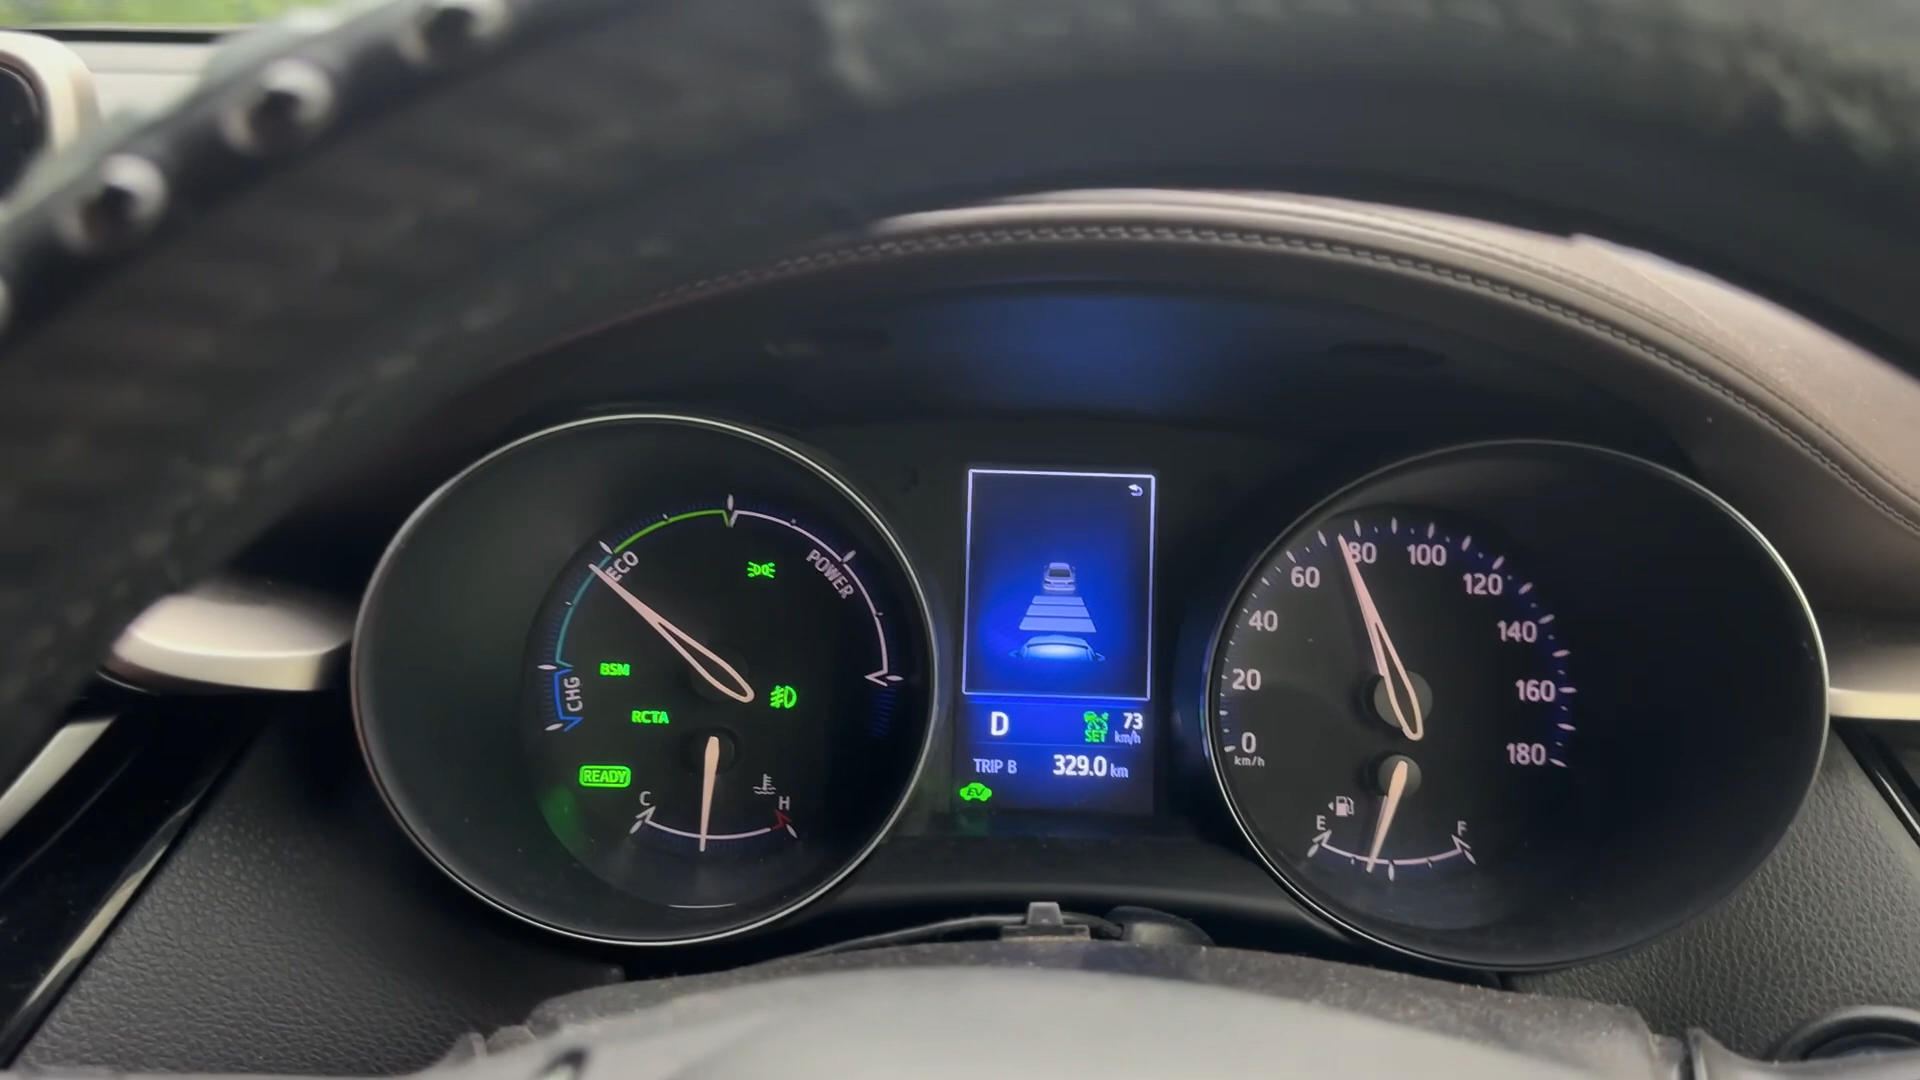 ECO
POWER
CHG
BSM
RCTA
READY
C
H
D
SET
73
km/h
TRIP B
329.0 km
EV
0
km/h
20
40
60
80
100
120
140
160
180
E
F